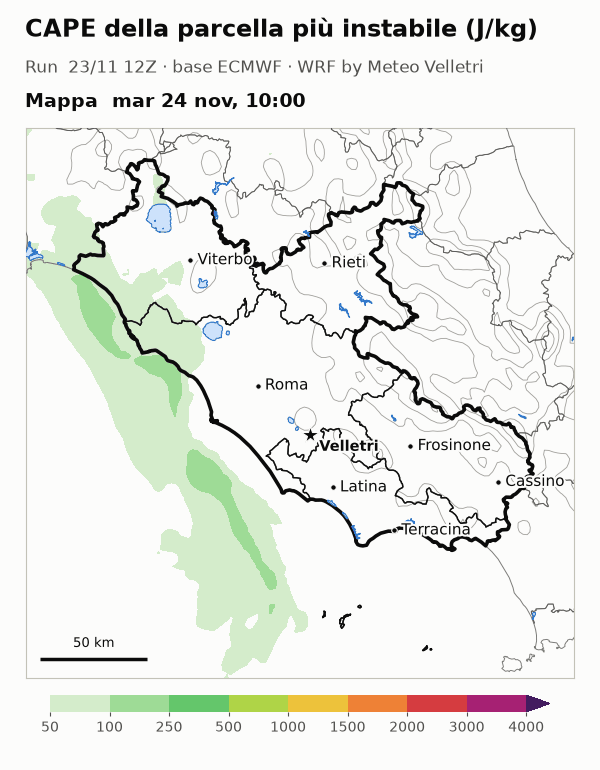 CAPE della parcella più instabile (J/kg)
Run  23/11 12Z · base ECMWF · WRF by Meteo Velletri
Mappa  mar 24 nov, 10:00
Viterbo
Rieti
Roma
Velletri
Frosinone
Latina
Cassino
Terracina
50 km
50 100 250 500 1000 1500 2000 3000 4000